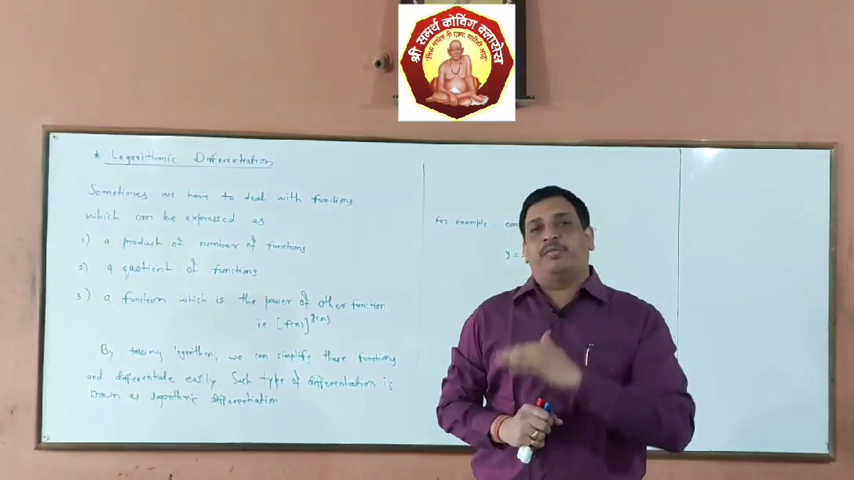 श्री समर्थ कोचिंग क्लासेस
* Logarithmic Differentiation
Sometimes we have to deal with functions
which can be expressed as
1) a product of number of functions
2) a quotient of functions
3) a function which is the power of other function
ie [f(x)]^g(x)
By taking logarithm, we can simplify these functions
and differentiate easily. Such type of differentiation is
known as logarithmic differentiation
For example
y =